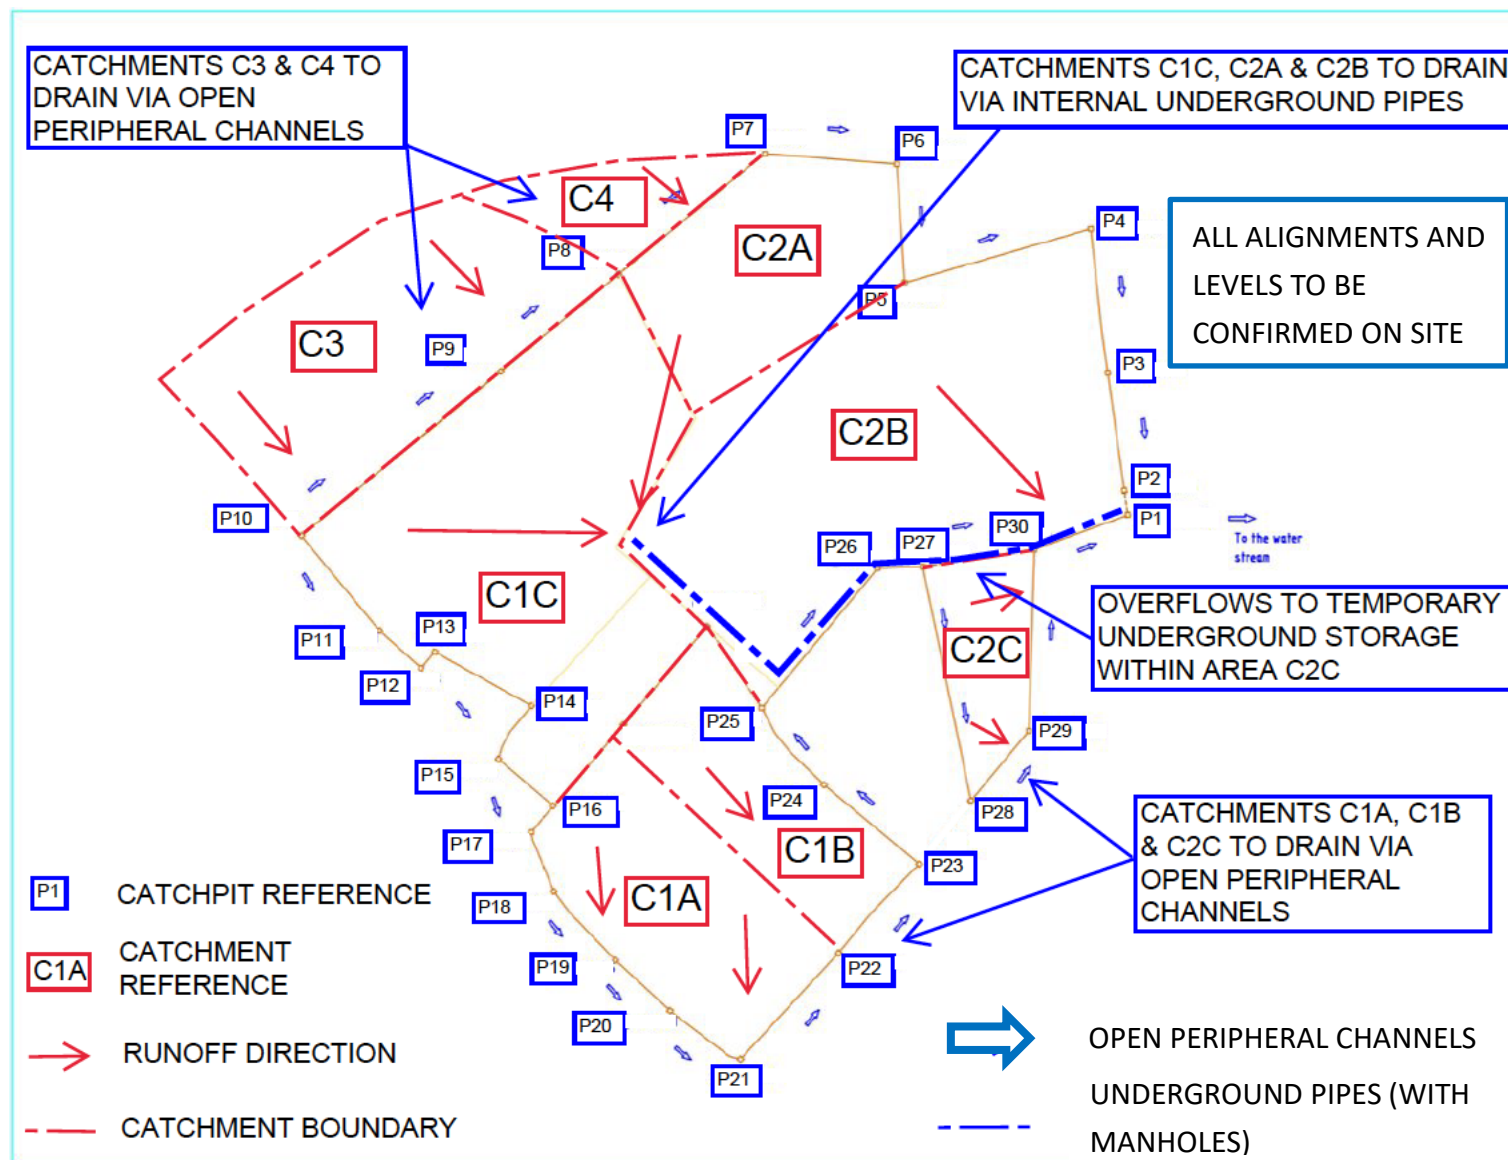 CATCHMENTS C3 & C4 TO
DRAIN VIA OPEN
PERIPHERAL CHANNELS
CATCHMENTS C1C, C2A & C2B TO DRAIN
VIA INTERNAL UNDERGROUND PIPES
P7
P6
C4
P4
ALL ALIGNMENTS AND
LEVELS TO BE
CONFIRMED ON SITE
P8
C2A
P5
C3
P9
P3
C2B
P10
P2
P1
To the water
stream
P26
P27
P30
C1C
OVERFLOWS TO TEMPORARY
UNDERGROUND STORAGE
WITHIN AREA C2C
P11
P13
C2C
P12
P14
P25
P29
P15
P24
P16
P28
CATCHMENTS C1A, C1B
& C2C TO DRAIN VIA
OPEN PERIPHERAL
CHANNELS
P17
C1B
P23
P1
CATCHPIT REFERENCE
P18
C1A
C1A
CATCHMENT
REFERENCE
P19
P22
P20
RUNOFF DIRECTION
OPEN PERIPHERAL CHANNELS
P21
CATCHMENT BOUNDARY
UNDERGROUND PIPES (WITH
MANHOLES)